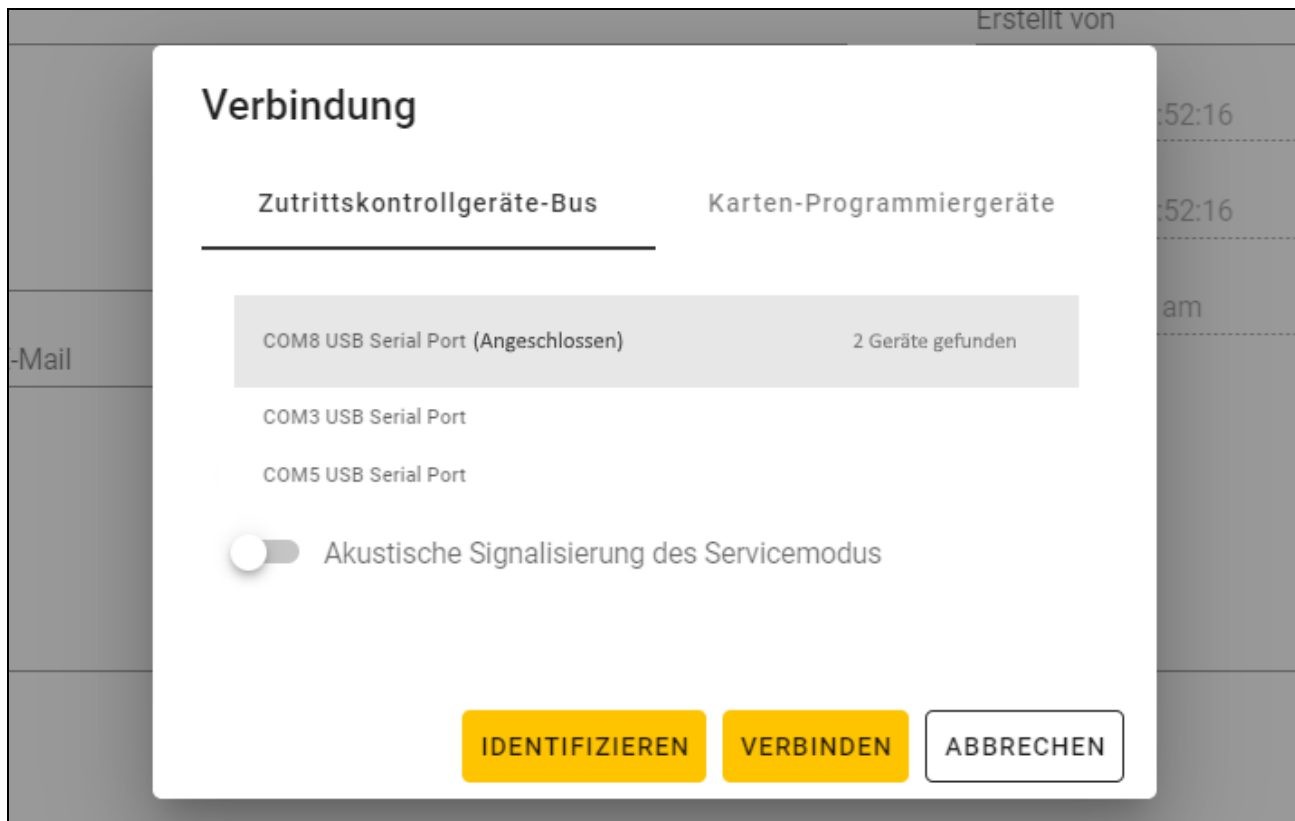 Erstellt von
Verbindung
:52:16
Zutrittskontrollgeräte-Bus Karten-Programmiergeräte
:52:16
am
COM8 USB Serial Port (Angeschlossen) 2 Geräte gefunden
-Mail
COM3 USB Serial Port
COM5 USB Serial Port
Akustische Signalisierung des Servicemodus
IDENTIFIZIEREN VERBINDEN ABBRECHEN